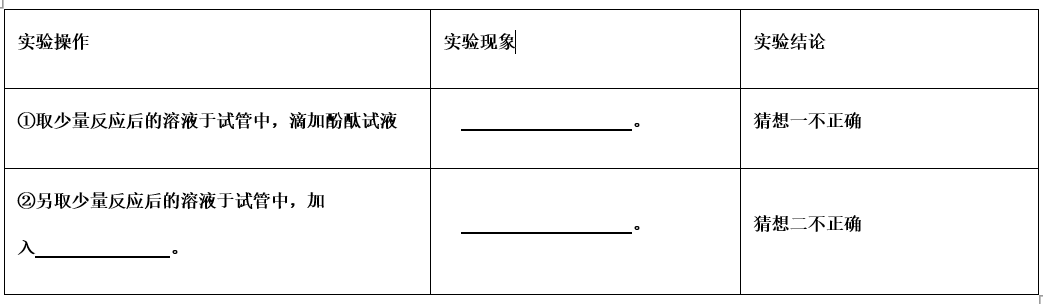 实验操作
实验现象
实验结论
①取少量反应后的溶液于试管中，滴加酚酞试液
。
猜想一不正确
②另取少量反应后的溶液于试管中，加
入 。
。
猜想二不正确